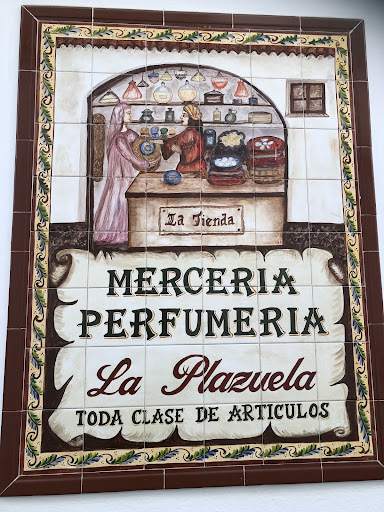 La Tienda
MERCERIA
PERFUMERIA
La Plazuela
TODA CLASE DE ARTICULOS